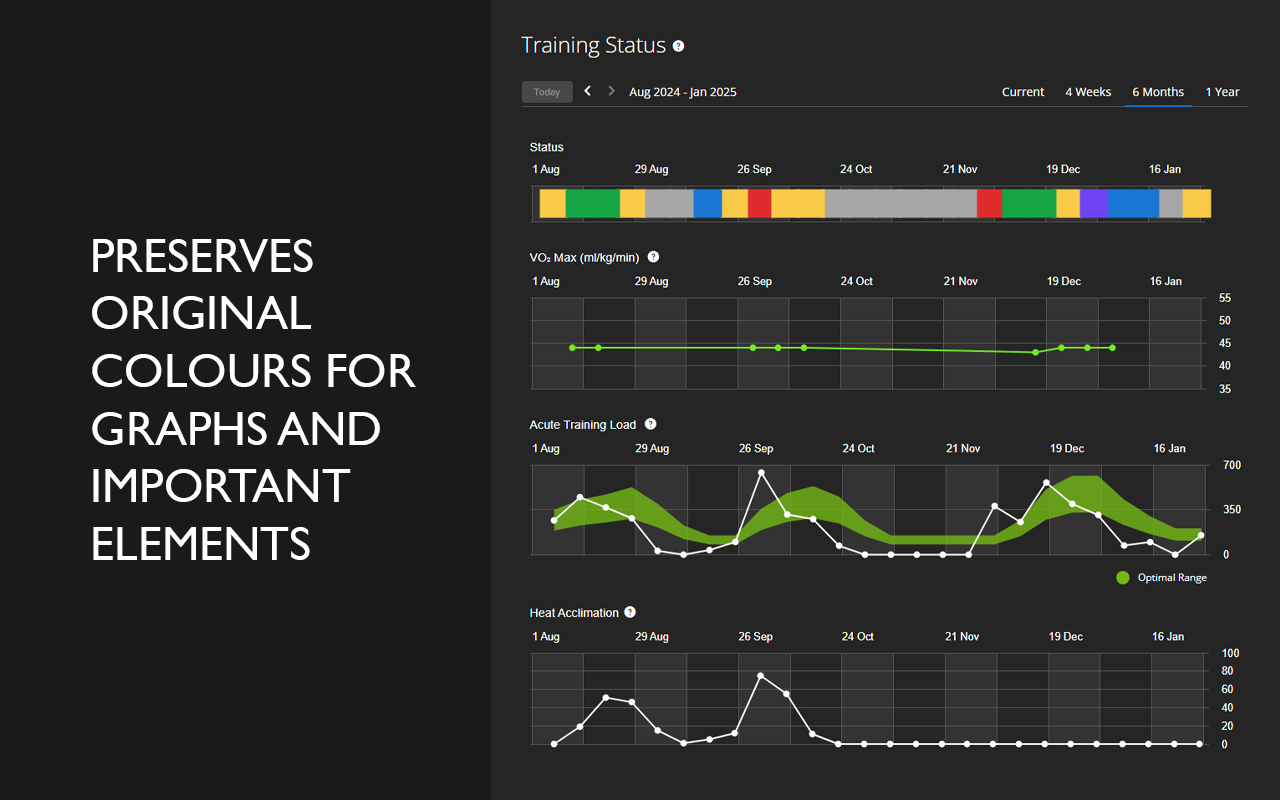 PRESERVES
ORIGINAL
COLOURS FOR
GRAPHS AND
IMPORTANT
ELEMENTS
Training Status ?
Today Aug 2024 - Jan 2025 Current 4 Weeks 6 Months 1 Year
Status
1 Aug 29 Aug 26 Sep 24 Oct 21 Nov 19 Dec 16 Jan
VO₂ Max (ml/kg/min) ?
1 Aug 29 Aug 26 Sep 24 Oct 21 Nov 19 Dec 16 Jan
55
50
45
40
35
Acute Training Load ?
1 Aug 29 Aug 26 Sep 24 Oct 21 Nov 19 Dec 16 Jan
700
350
0
Optimal Range
Heat Acclimation ?
1 Aug 29 Aug 26 Sep 24 Oct 21 Nov 19 Dec 16 Jan
100
80
60
40
20
0